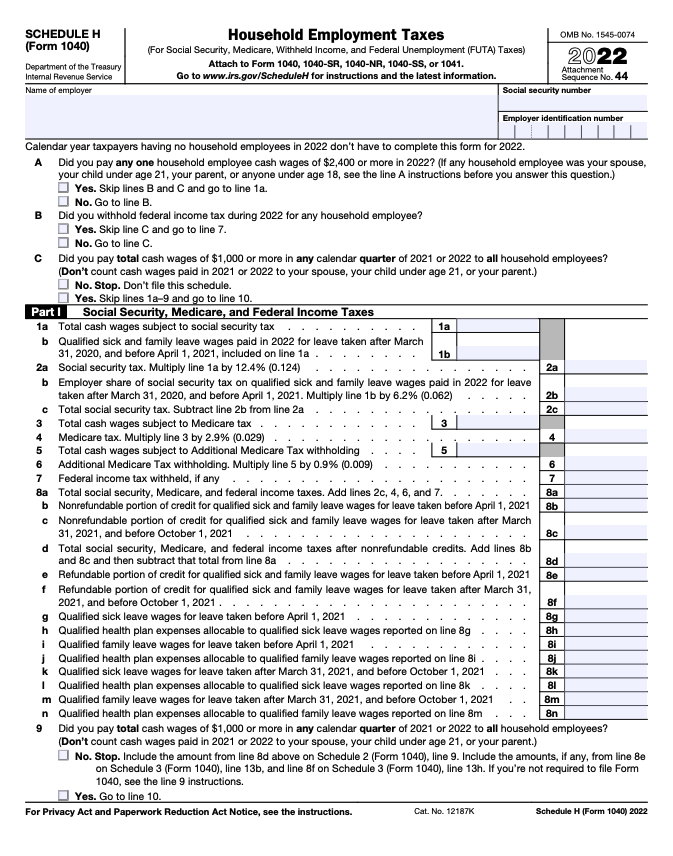 SCHEDULE H
(Form 1040)
Department of the Treasury
Internal Revenue Service
Household Employment Taxes
(For Social Security, Medicare, Withheld Income, and Federal Unemployment (FUTA) Taxes)
Attach to Form 1040, 1040-SR, 1040-NR, 1040-SS, or 1041.
Go to www.irs.gov/ScheduleH for instructions and the latest information.
OMB No. 1545-0074
2022
Attachment
Sequence No. 44
Name of employer
Social security number
Employer identification number
Calendar year taxpayers having no household employees in 2022 don't have to complete this form for 2022.
A Did you pay any one household employee cash wages of $2,400 or more in 2022? (If any household employee was your spouse,
your child under age 21, your parent, or anyone under age 18, see the line A instructions before you answer this question.)
Yes. Skip lines B and C and go to line 1a.
No. Go to line B.
B Did you withhold federal income tax during 2022 for any household employee?
Yes. Skip line C and go to line 7.
No. Go to line C.
C Did you pay total cash wages of $1,000 or more in any calendar quarter of 2021 or 2022 to all household employees?
(Don't count cash wages paid in 2021 or 2022 to your spouse, your child under age 21, or your parent.)
No. Stop. Don't file this schedule.
Yes. Skip lines 1a–9 and go to line 10.
Part I Social Security, Medicare, and Federal Income Taxes
1a Total cash wages subject to social security tax . . . . . . . . . . 1a
b Qualified sick and family leave wages paid in 2022 for leave taken after March
31, 2020, and before April 1, 2021, included on line 1a . . . . . . . . 1b
2a Social security tax. Multiply line 1a by 12.4% (0.124) . . . . . . . . . . . . . . . . 2a
b Employer share of social security tax on qualified sick and family leave wages paid in 2022 for leave
taken after March 31, 2020, and before April 1, 2021. Multiply line 1b by 6.2% (0.062) . . . . . 2b
c Total social security tax. Subtract line 2b from line 2a . . . . . . . . . . . . . . . . 2c
3 Total cash wages subject to Medicare tax . . . . . . . . . . . 3
4 Medicare tax. Multiply line 3 by 2.9% (0.029) . . . . . . . . . . . . . . . . . . 4
5 Total cash wages subject to Additional Medicare Tax withholding . . . . 5
6 Additional Medicare Tax withholding. Multiply line 5 by 0.9% (0.009) . . . . . . . . . . . 6
7 Federal income tax withheld, if any . . . . . . . . . . . . . . . . . . . . 7
8a Total social security, Medicare, and federal income taxes. Add lines 2c, 4, 6, and 7. . . . . . . 8a
b Nonrefundable portion of credit for qualified sick and family leave wages for leave taken before April 1, 2021 8b
c Nonrefundable portion of credit for qualified sick and family leave wages for leave taken after March
31, 2021, and before October 1, 2021 . . . . . . . . . . . . . . . . . . . 8c
d Total social security, Medicare, and federal income taxes after nonrefundable credits. Add lines 8b
and 8c and then subtract that total from line 8a . . . . . . . . . . . . . . . . . 8d
e Refundable portion of credit for qualified sick and family leave wages for leave taken before April 1, 2021 8e
f Refundable portion of credit for qualified sick and family leave wages for leave taken after March 31,
2021, and before October 1, 2021 . . . . . . . . . . . . . . . . . . . . 8f
g Qualified sick leave wages for leave taken before April 1, 2021 . . . . . . . . . . . . . 8g
h Qualified health plan expenses allocable to qualified sick leave wages reported on line 8g . . . . 8h
i Qualified family leave wages for leave taken before April 1, 2021 . . . . . . . . . . . . 8i
j Qualified health plan expenses allocable to qualified family leave wages reported on line 8i . . . . 8j
k Qualified sick leave wages for leave taken after March 31, 2021, and before October 1, 2021 . . . 8k
l Qualified health plan expenses allocable to qualified sick leave wages reported on line 8k . . . . 8l
m Qualified family leave wages for leave taken after March 31, 2021, and before October 1, 2021 . . 8m
n Qualified health plan expenses allocable to qualified family leave wages reported on line 8m . . . 8n
9 Did you pay total cash wages of $1,000 or more in any calendar quarter of 2021 or 2022 to all household employees?
(Don't count cash wages paid in 2021 or 2022 to your spouse, your child under age 21, or your parent.)
No. Stop. Include the amount from line 8d above on Schedule 2 (Form 1040), line 9. Include the amounts, if any, from line 8e
on Schedule 3 (Form 1040), line 13b, and line 8f on Schedule 3 (Form 1040), line 13h. If you're not required to file Form
1040, see the line 9 instructions.
Yes. Go to line 10.
For Privacy Act and Paperwork Reduction Act Notice, see the instructions.
Cat. No. 12187K
Schedule H (Form 1040) 2022